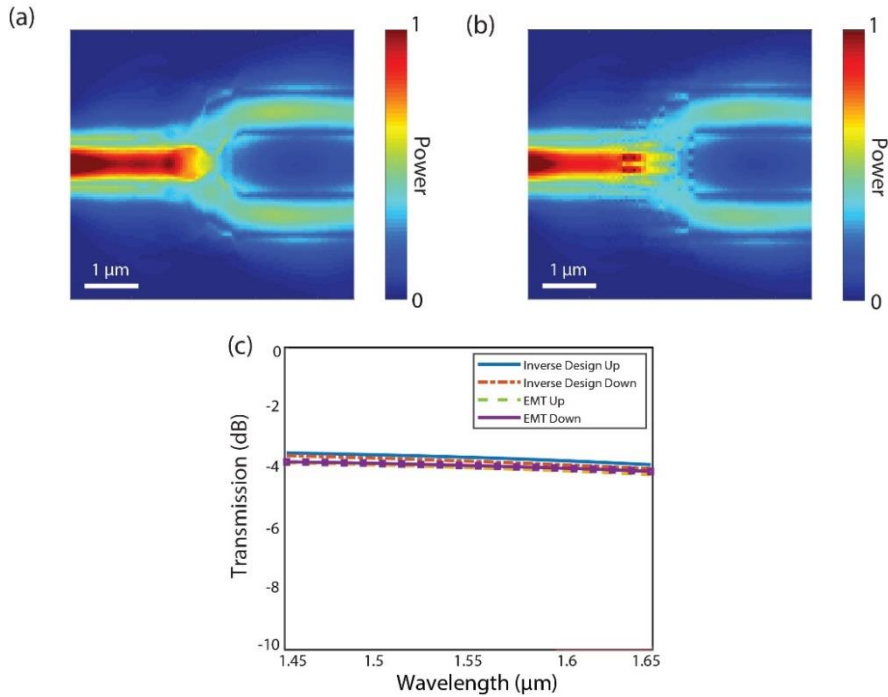 (a)
1
Power
0
1 μm
(b)
1
Power
0
1 μm
(c)
0
-2
-4
-6
-8
-10
Transmission (dB)
Inverse Design Up
Inverse Design Down
EMT Up
EMT Down
1.45
1.5
1.55
1.6
1.65
Wavelength (μm)